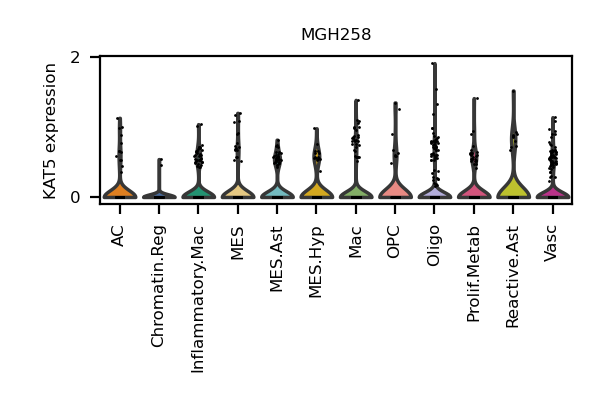 MGH258
KAT5 expression
2
0
AC
Chromatin.Reg
Inflammatory.Mac
MES
MES.Ast
MES.Hyp
Mac
OPC
Oligo
Prolif.Metab
Reactive.Ast
Vasc